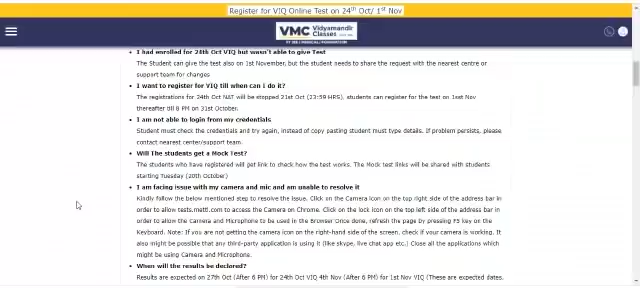 Register for VIQ Online Test on 24th Oct/ 1st Nov
VMC Vidyamandir Classes
IIT JEE | MEDICAL | FOUNDATION
I had enrolled for 24th Oct VIQ but wasn't able to give Test
The Student can give the test also on 1st November, but the student needs to share the request with the nearest centre or
support team for changes
I want to register for VIQ till when can i do it?
The registrations for 24th Oct NAT will be stopped 21st Oct (23:59 HRS), students can register for the test on 1sst Nov
thereafter till 8 PM on 31st October.
I am not able to login from my credentials
Student must check the credentials and try again, instead of copy pasting student must type details. If problem persists, please
contact nearest center/support team.
Will The students get a Mock Test?
The students who have registered will get link to check how the test works. The Mock test links will be shared with students
starting Tuesday (20th October)
I am facing issue with my camera and mic and am unable to resolve it
Kindly follow the below mentioned step to resolve the issue. Click on the Camera icon on the top right side of the address bar in
order to allow tests.mettl.com to access the Camera on Chrome. Click on the lock icon on the top left side of the address bar in
order to allow the Camera and Microphone to be used in the Browser Once done, refresh the page by pressing F5 key on the
Keyboard. Note: If you are not getting the camera icon on the right-hand side of the screen, check if your camera is working. It
also might be possible that any third-party application is using it (like skype, live chat app etc.) Close all the applications which
might be using Camera and Microphone.
When will the results be declared?
Results are expected on 27th Oct (After 6 PM) for 24th Oct VIQ 4th Nov (After 6 PM) for 1st Nov VIQ (These are expected dates.